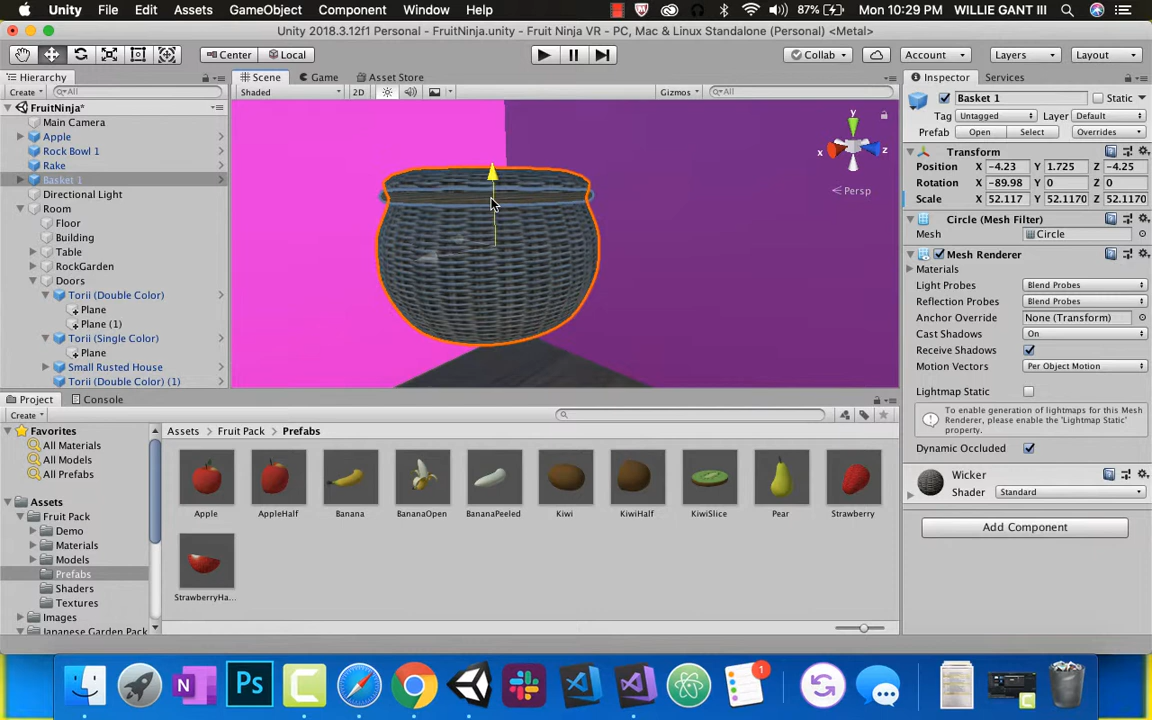 Unity File Edit Assets GameObject Component Window Help 87% Mon 10:29 PM WILLIE GANT III
Unity 2018.3.12f1 Personal - FruitNinja.unity - Fruit Ninja VR - PC, Mac & Linux Standalone (Personal) <Metal>
Center Local Collab Account Layers Layout
Hierarchy
Create All
FruitNinja*
Main Camera
Apple
Rock Bowl 1
Rake
Basket 1
Directional Light
Room
Floor
Building
Table
RockGarden
Doors
Torii (Double Color)
Plane
Plane (1)
Torii (Single Color)
Plane
Small Rusted House
Torii (Double Color) (1)
Scene Game Asset Store
Shaded 2D Gizmos All
y
x z
Persp
Inspector Services
Basket 1 Static
Tag Untagged Layer Default
Prefab Open Select Overrides
Transform
Position X -4.23 Y 1.725 Z -4.25
Rotation X -89.98 Y 0 Z 0
Scale X 52.117 Y 52.1170 Z 52.1170
Circle (Mesh Filter)
Mesh Circle
Mesh Renderer
Materials
Light Probes Blend Probes
Reflection Probes Blend Probes
Anchor Override None (Transform)
Cast Shadows On
Receive Shadows
Motion Vectors Per Object Motion
Lightmap Static
To enable generation of lightmaps for this Mesh
Renderer, please enable the 'Lightmap Static'
property.
Dynamic Occluded
Wicker
Shader Standard
Add Component
Project Console
Create
Favorites
All Materials
All Models
All Prefabs
Assets
Fruit Pack
Demo
Materials
Models
Prefabs
Shaders
Textures
Images
Japanese Garden Pack
Assets Fruit Pack Prefabs
Apple AppleHalf Banana BananaOpen BananaPeeled Kiwi KiwiHalf KiwiSlice Pear Strawberry
StrawberryHa...
N Ps C 1